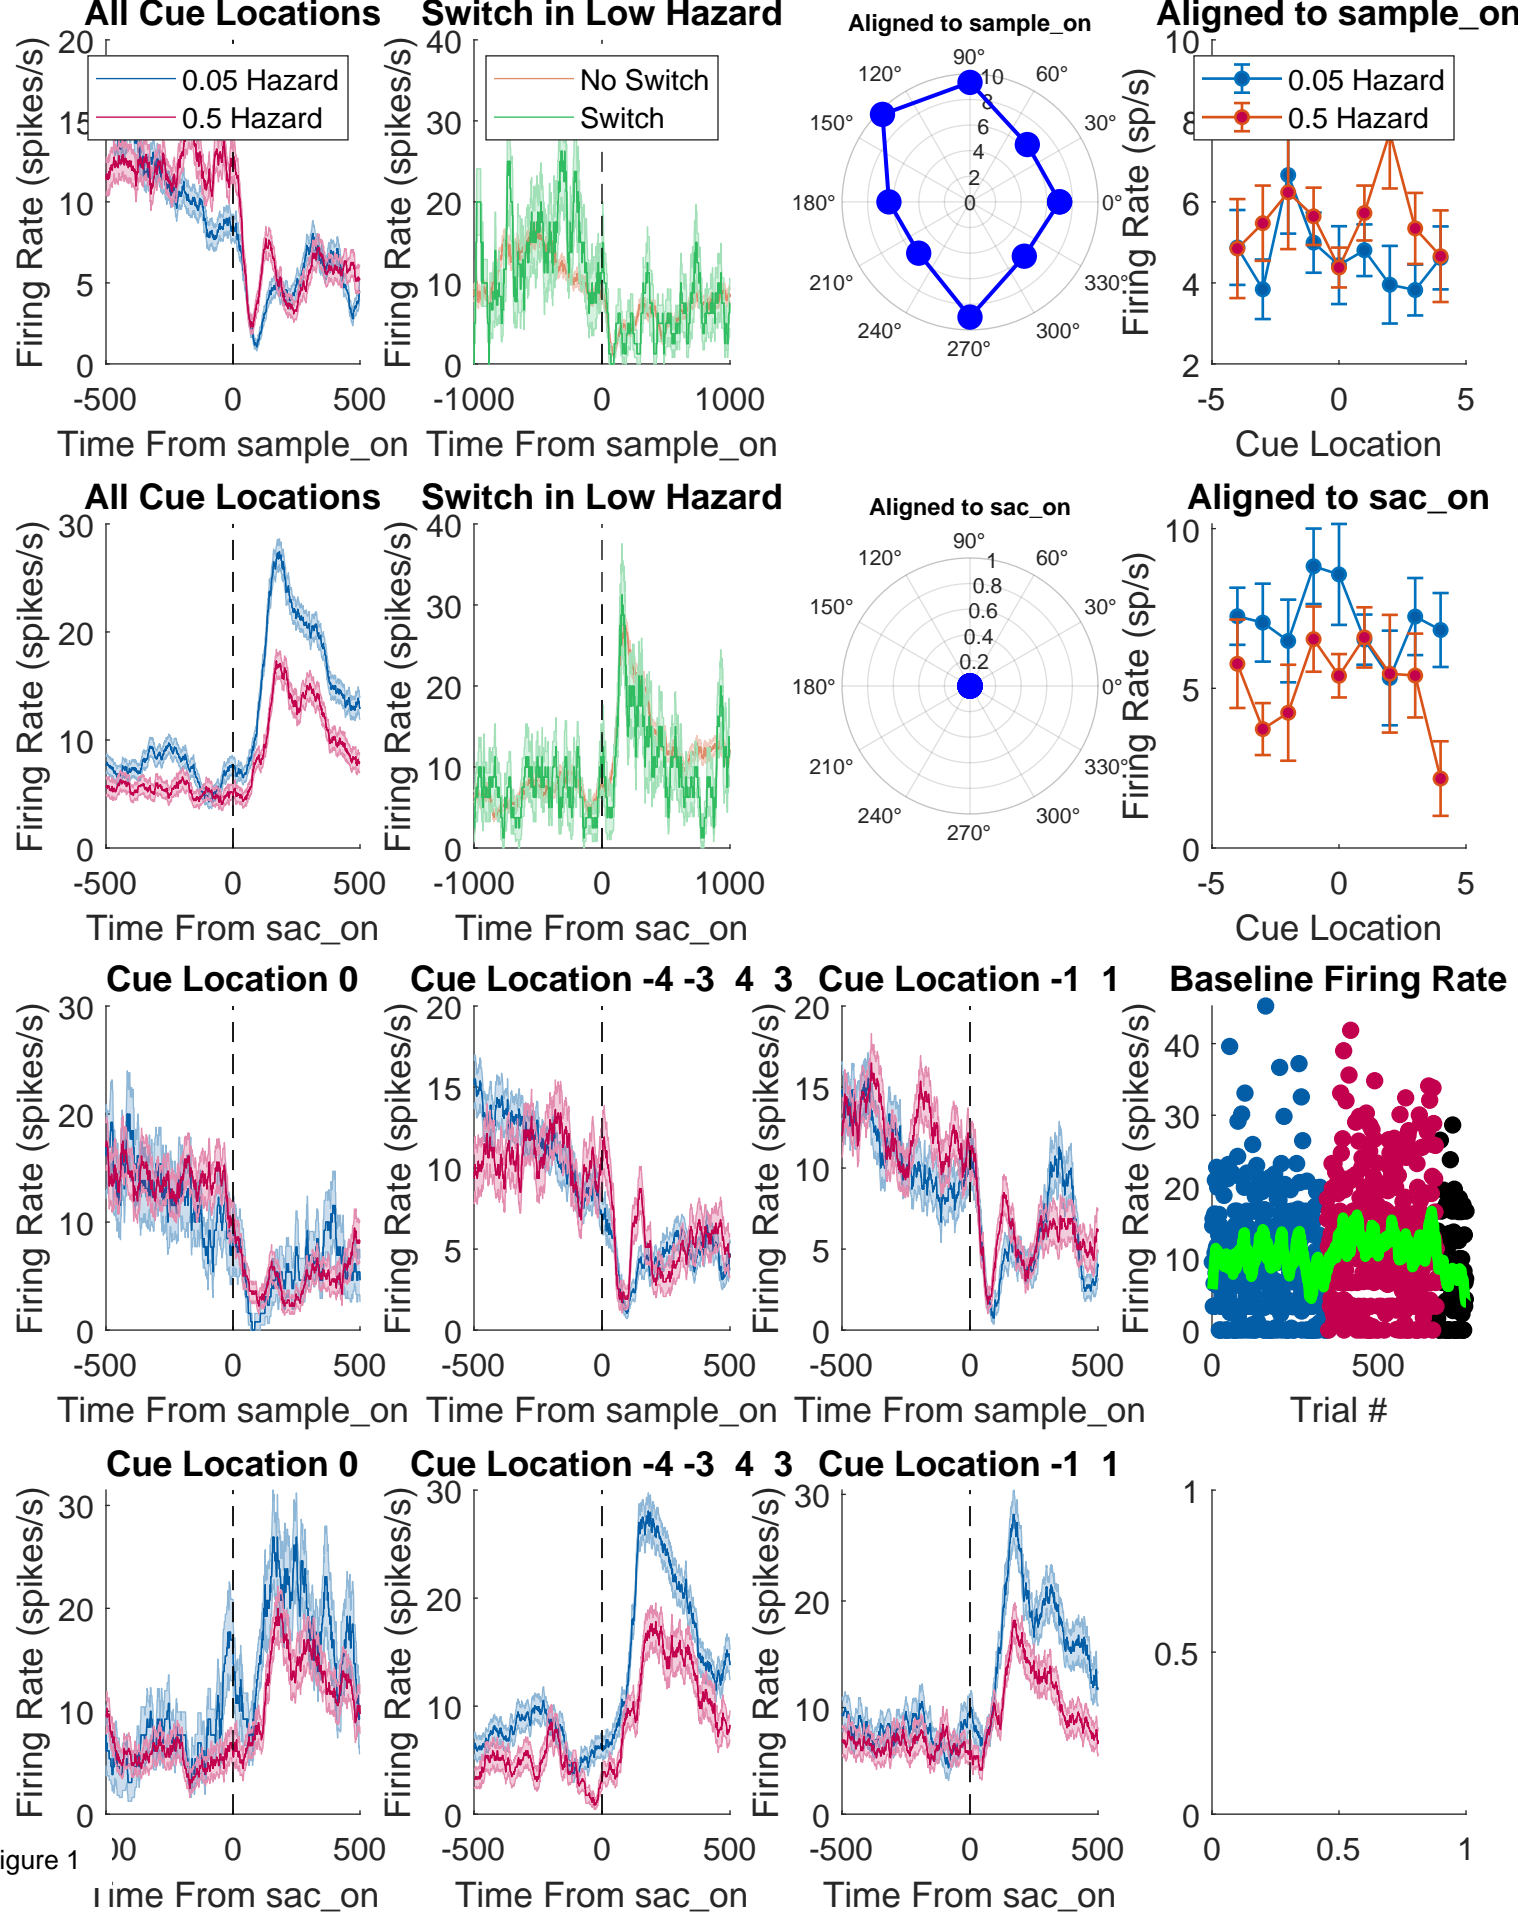 All Cue Locations
Firing Rate (spikes/s)
20
15
10
5
0
0.05 Hazard
0.5 Hazard
-500
0
500
Time From sample_on
Switch in Low Hazard
Firing Rate (spikes/s)
40
30
20
10
0
No Switch
Switch
-1000
0
1000
Time From sample_on
Aligned to sample_on
90°
120°
60°
150°
30°
180°
0°
210°
330°
240°
300°
270°
10
8
6
4
2
0
Aligned to sample_on
Firing Rate (sp/s)
10
8
6
4
2
0.05 Hazard
0.5 Hazard
-5
0
5
Cue Location
All Cue Locations
Firing Rate (spikes/s)
30
20
10
0
-500
0
500
Time From sac_on
Switch in Low Hazard
Firing Rate (spikes/s)
40
30
20
10
0
-1000
0
1000
Time From sac_on
Aligned to sac_on
90°
120°
60°
150°
30°
180°
0°
210°
330°
240°
300°
270°
1
0.8
0.6
0.4
0.2
Aligned to sac_on
Firing Rate (sp/s)
10
5
0
-5
0
5
Cue Location
Cue Location 0
Firing Rate (spikes/s)
30
20
10
0
-500
0
500
Time From sample_on
Cue Location -4 -3 4 3
Firing Rate (spikes/s)
20
15
10
5
0
-500
0
500
Time From sample_on
Cue Location -1 1
Firing Rate (spikes/s)
20
15
10
5
0
-500
0
500
Time From sample_on
Baseline Firing Rate
Firing Rate (spikes/s)
40
30
20
10
0
0
500
Trial #
Cue Location 0
Firing Rate (spikes/s)
30
20
10
0
00
0
500
Time From sac_on
Cue Location -4 -3 4 3
Firing Rate (spikes/s)
30
20
10
0
-500
0
500
Time From sac_on
Cue Location -1 1
Firing Rate (spikes/s)
30
20
10
0
-500
0
500
Time From sac_on
1
0.5
0
0
0.5
1
igure 1